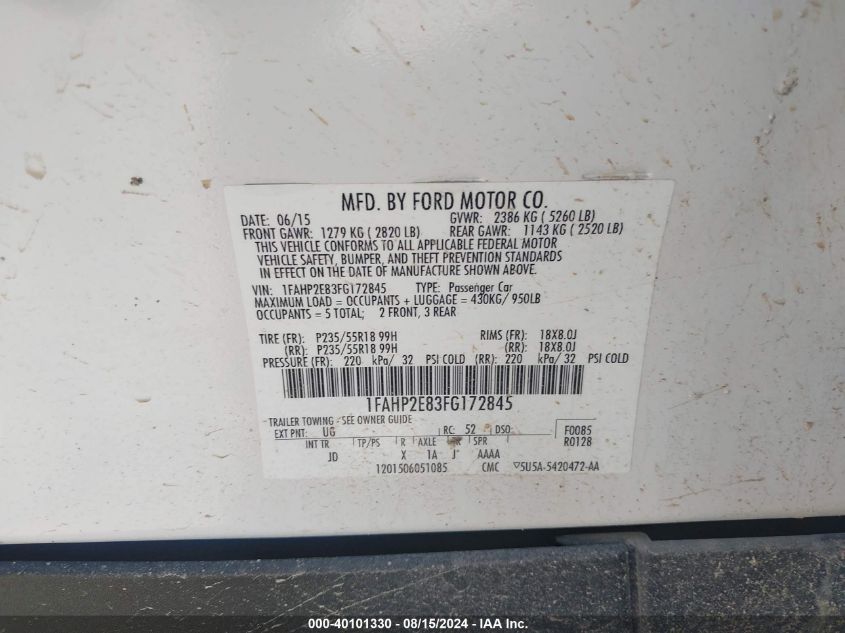 MFD. BY FORD MOTOR CO.
DATE: 06/15 GVWR: 2386 KG ( 5260 LB )
FRONT GAWR: 1279 KG ( 2820 LB ) REAR GAWR: 1143 KG ( 2520 LB )
THIS VEHICLE CONFORMS TO ALL APPLICABLE FEDERAL MOTOR
VEHICLE SAFETY, BUMPER, AND THEFT PREVENTION STANDARDS
IN EFFECT ON THE DATE OF MANUFACTURE SHOWN ABOVE.
VIN: 1FAHP2E83FG172845 TYPE: Passenger Car
MAXIMUM LOAD = OCCUPANTS + LUGGAGE = 430KG/ 950LB
OCCUPANTS = 5 TOTAL; 2 FRONT, 3 REAR
TIRE (FR): P235/55R18 99H RIMS (FR): 18X8.0J
(RR): P235/55R18 99H (RR): 18X8.0J
PRESSURE (FR): 220 kPa/ 32 PSI COLD (RR): 220 kPa/ 32 PSI COLD
1FAHP2E83FG172845
TRAILER TOWING - SEE OWNER GUIDE
EXT PNT: UG RC: 52 DSO: F0085
INT TR TP/PS R AXLE TR SPR R0128
JD X 1A J AAAA
1201506051085 CMC ▽5U5A-5420472-AA
000-40101330 - 08/15/2024 - IAA Inc.